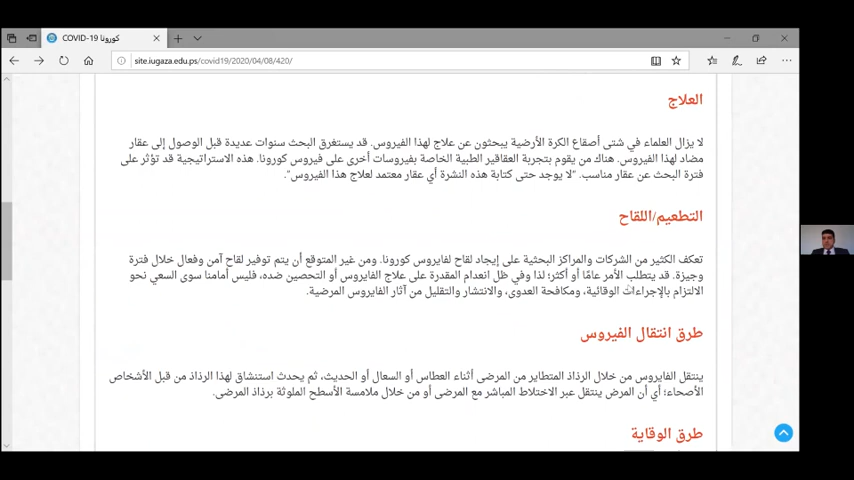 COVID-19 كورونا
site.iugaza.edu.ps/covid19/2020/04/08/420/
العلاج
لا يزال العلماء في شتى أصقاع الكرة الأرضية يبحثون عن علاج لهذا الفيروس. قد يستغرق البحث سنوات عديدة قبل الوصول إلى عقار
مضاد لهذا الفيروس. هناك من يقوم بتجربة العقاقير الطبية الخاصة بفيروسات أخرى على فيروس كورونا. هذه الاستراتيجية قد تؤثر على
فترة البحث عن عقار مناسب. "لا يوجد حتى كتابة هذه النشرة أي عقار معتمد لعلاج هذا الفيروس".
التطعيم/اللقاح
تعكف الكثير من الشركات والمراكز البحثية على إيجاد لقاح لفايروس كورونا. ومن غير المتوقع أن يتم توفير لقاح آمن وفعال خلال فترة
وجيزة. قد يتطلب الأمر عامًا أو أكثر؛ لذا وفي ظل انعدام المقدرة على علاج الفايروس أو التحصين ضده، فليس أمامنا سوى السعي نحو
الالتزام بالإجراءات الوقائية، ومكافحة العدوى، والانتشار والتقليل من آثار الفايروس المرضية.
طرق انتقال الفيروس
ينتقل الفايروس من خلال الرذاذ المتطاير من المرضى أثناء العطاس أو السعال أو الحديث، ثم يحدث استنشاق لهذا الرذاذ من قبل الأشخاص
الأصحاء؛ أي أن المرض ينتقل عبر الاختلاط المباشر مع المرضى أو من خلال ملامسة الأسطح الملوثة برذاذ المرضى.
طرق الوقاية